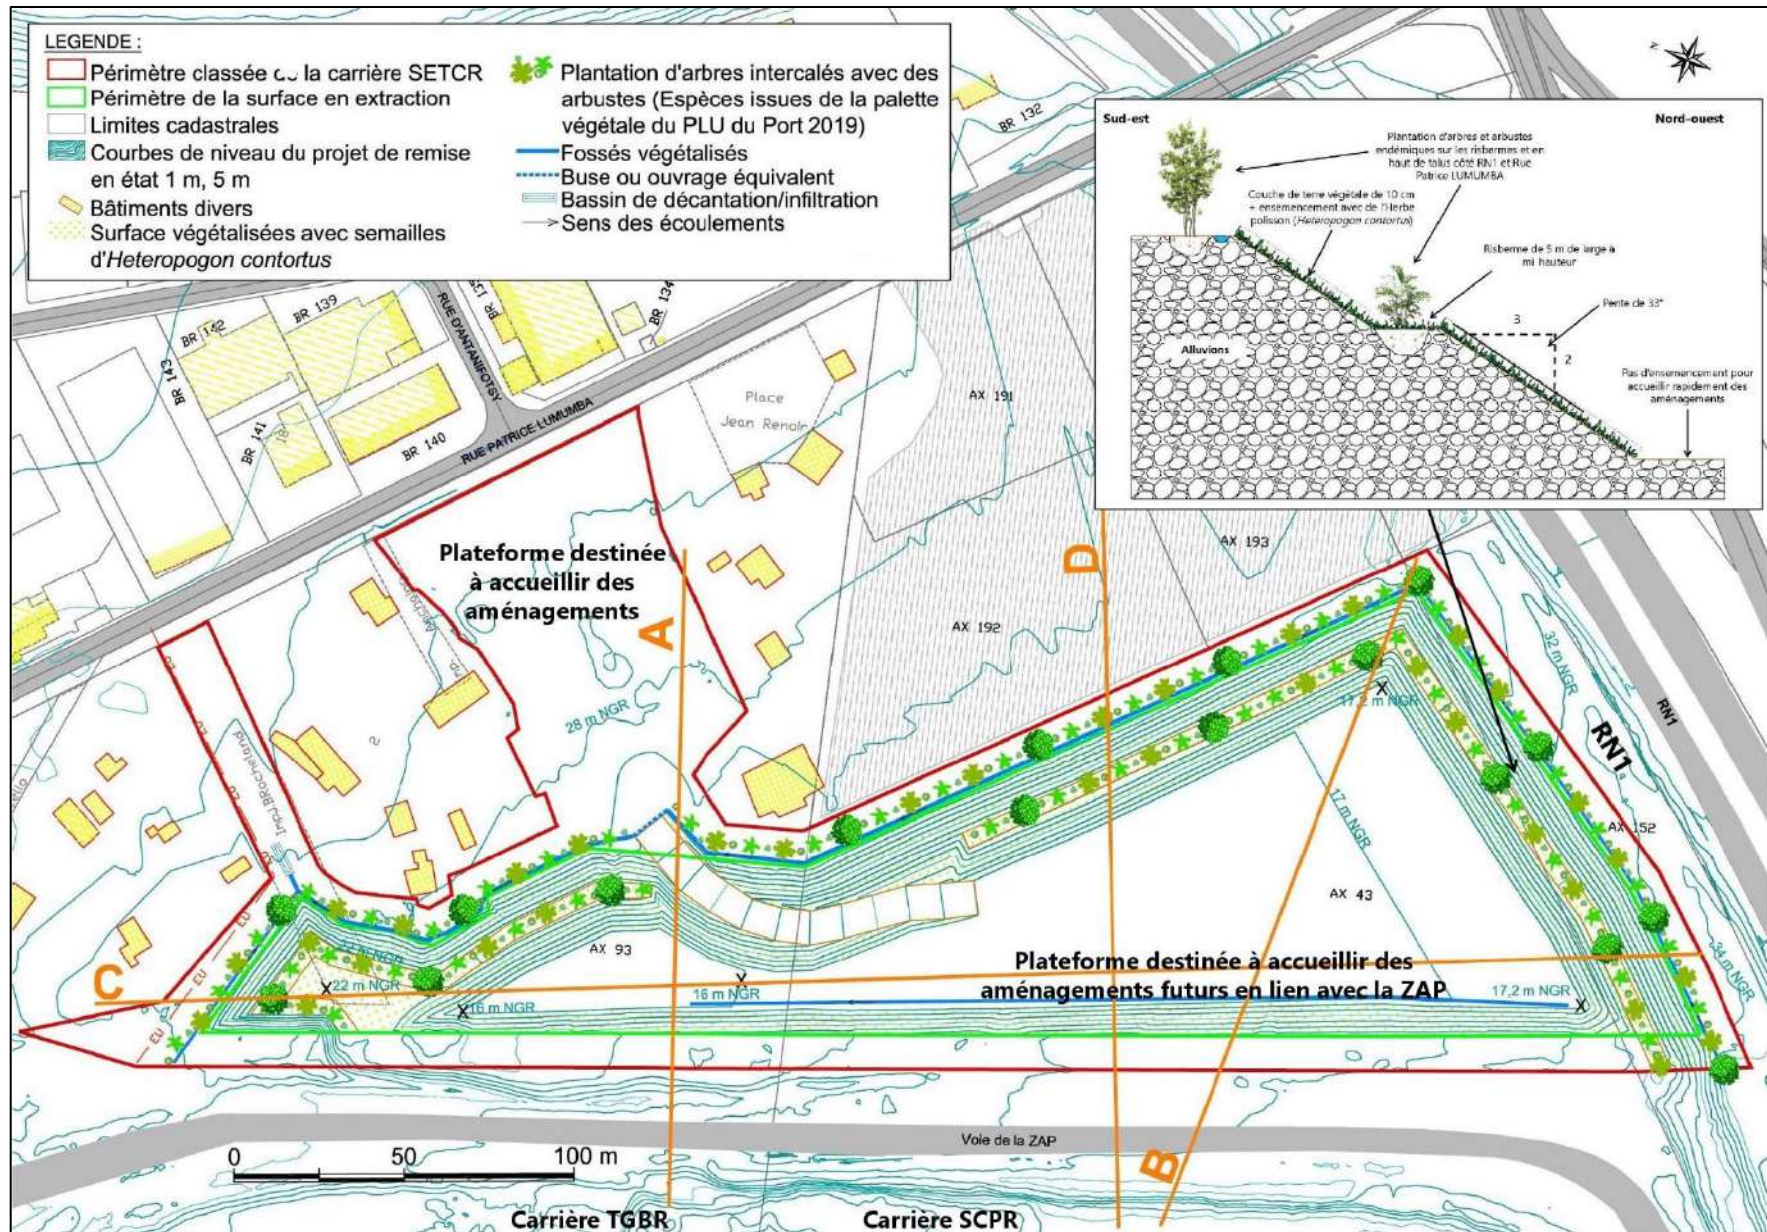 LEGENDE :
Périmètre classée de la carrière SETCR
Périmètre de la surface en extraction
Limites cadastrales
Courbes de niveau du projet de remise
en état 1 m, 5 m
Bâtiments divers
Surface végétalisées avec semailles
d'Heteropogon contortus
Plantation d'arbres intercalés avec des
arbustes (Espèces issues de la palette
végétale du PLU du Port 2019)
Fossés végétalisés
Buse ou ouvrage équivalent
Bassin de décantation/infiltration
Sens des écoulements
N
BR 132
Sud-est
Nord-ouest
Plantation d'arbres et arbustes
endémiques sur les risbermes et en
haut de talus côté RN1 et Rue
Patrice LUMUMBA
Couche de terre végétale de 10 cm
+ ensemencement avec de l'Herbe
polisson (Heteropogon contortus)
Risberme de 5 m de large à
mi hauteur
Pente de 33°
3
2
Alluvions
Pas d'ensemencement pour
accueillir rapidement des
aménagements
BR 143
BR 142
BR 139
BR 134
BR 141
18
BR 140
RUE D'ANTANIFOTSY
RUE PATRICE LUMUMBA
Place
Jean Renoir
AX 191
AX 193
AX 192
Plateforme destinée
à accueillir des
aménagements
A
D
28 m NGR
32 m NGR
RN1
RN1
17,2 m NGR
17 m NGR
AX 152
AX 43
AX 93
34 m NGR
Imp.J.BRocheland
EU
EU
EU
EU
EU
EU
EU
C
22 m NGR
16 m NGR
16 m NGR
Plateforme destinée à accueillir des
aménagements futurs en lien avec la ZAP
17,2 m NGR
B
Voie de la ZAP
0 50 100 m
Carrière TGBR
Carrière SCPR